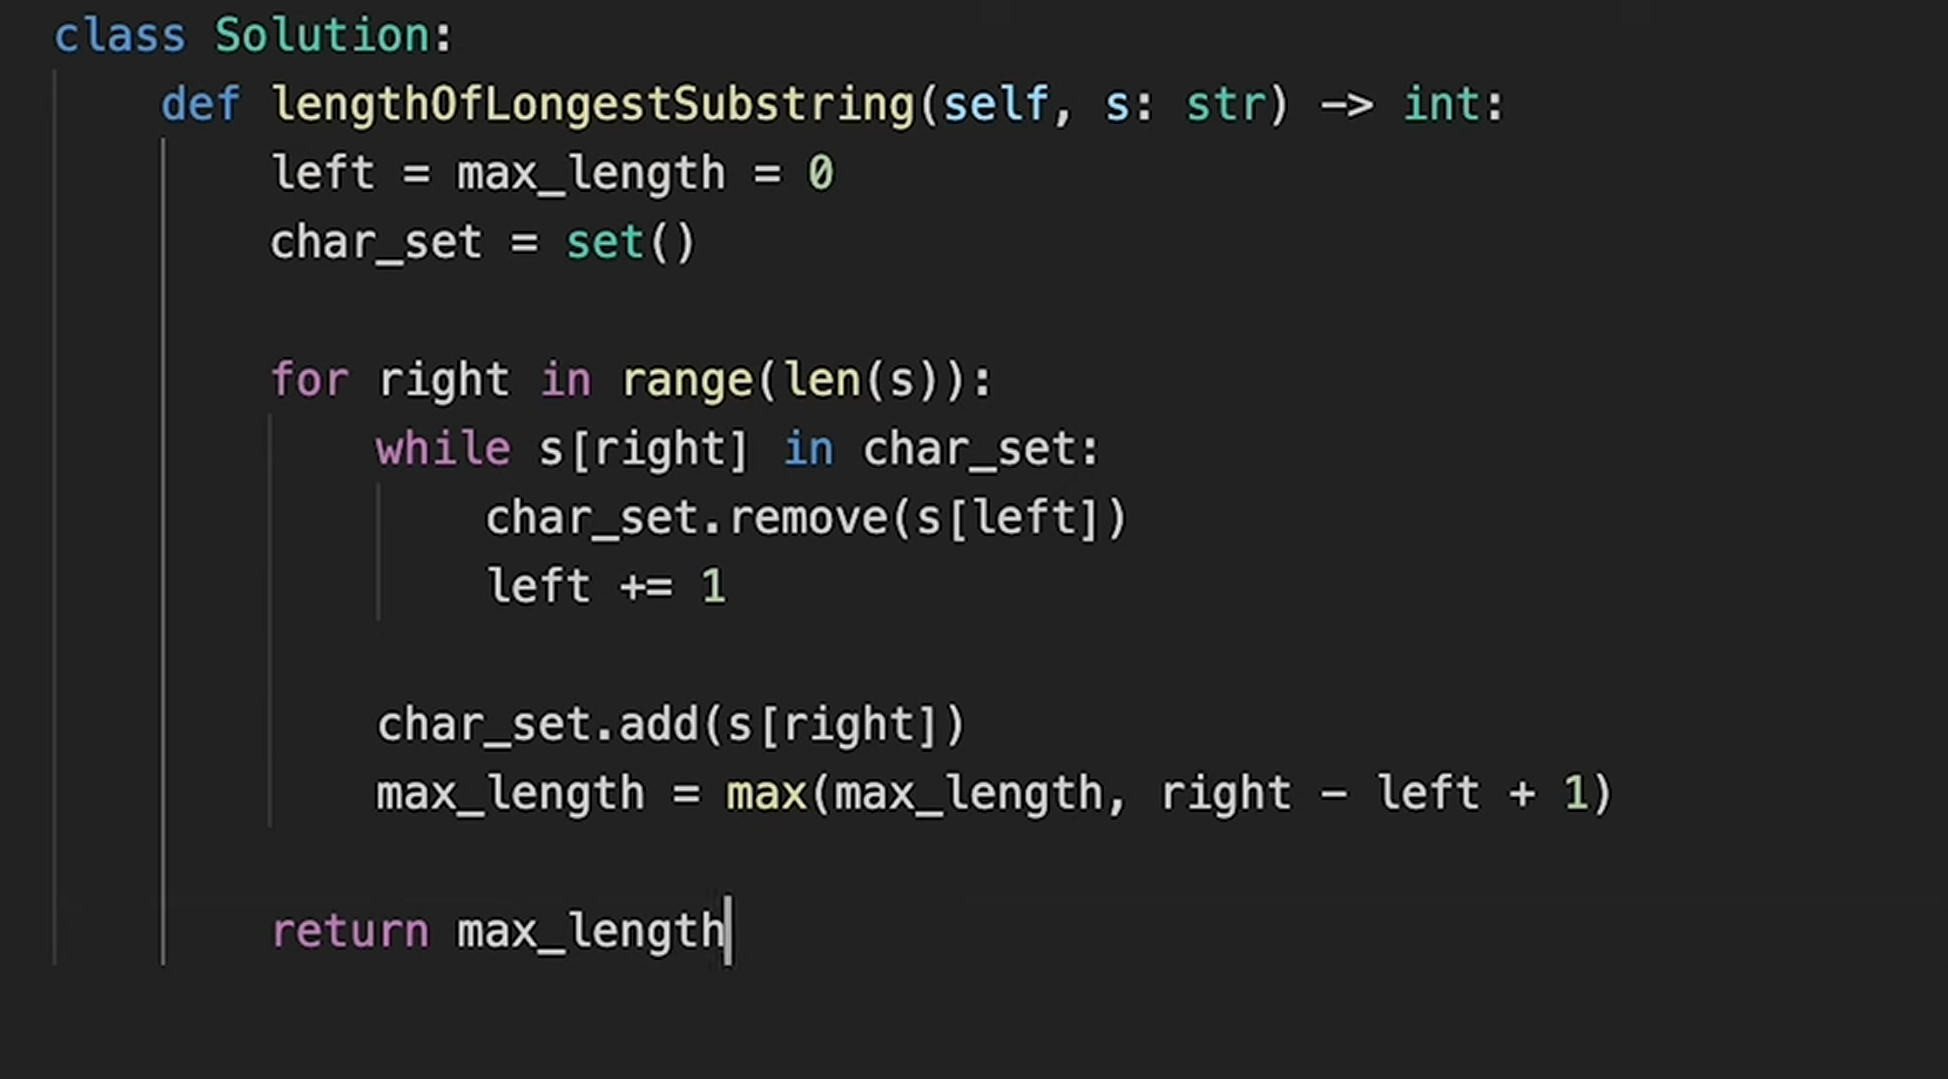 class Solution:
    def lengthOfLongestSubstring(self, s: str) -> int:
        left = max_length = 0
        char_set = set()

        for right in range(len(s)):
            while s[right] in char_set:
                char_set.remove(s[left])
                left += 1

            char_set.add(s[right])
            max_length = max(max_length, right - left + 1)

        return max_length